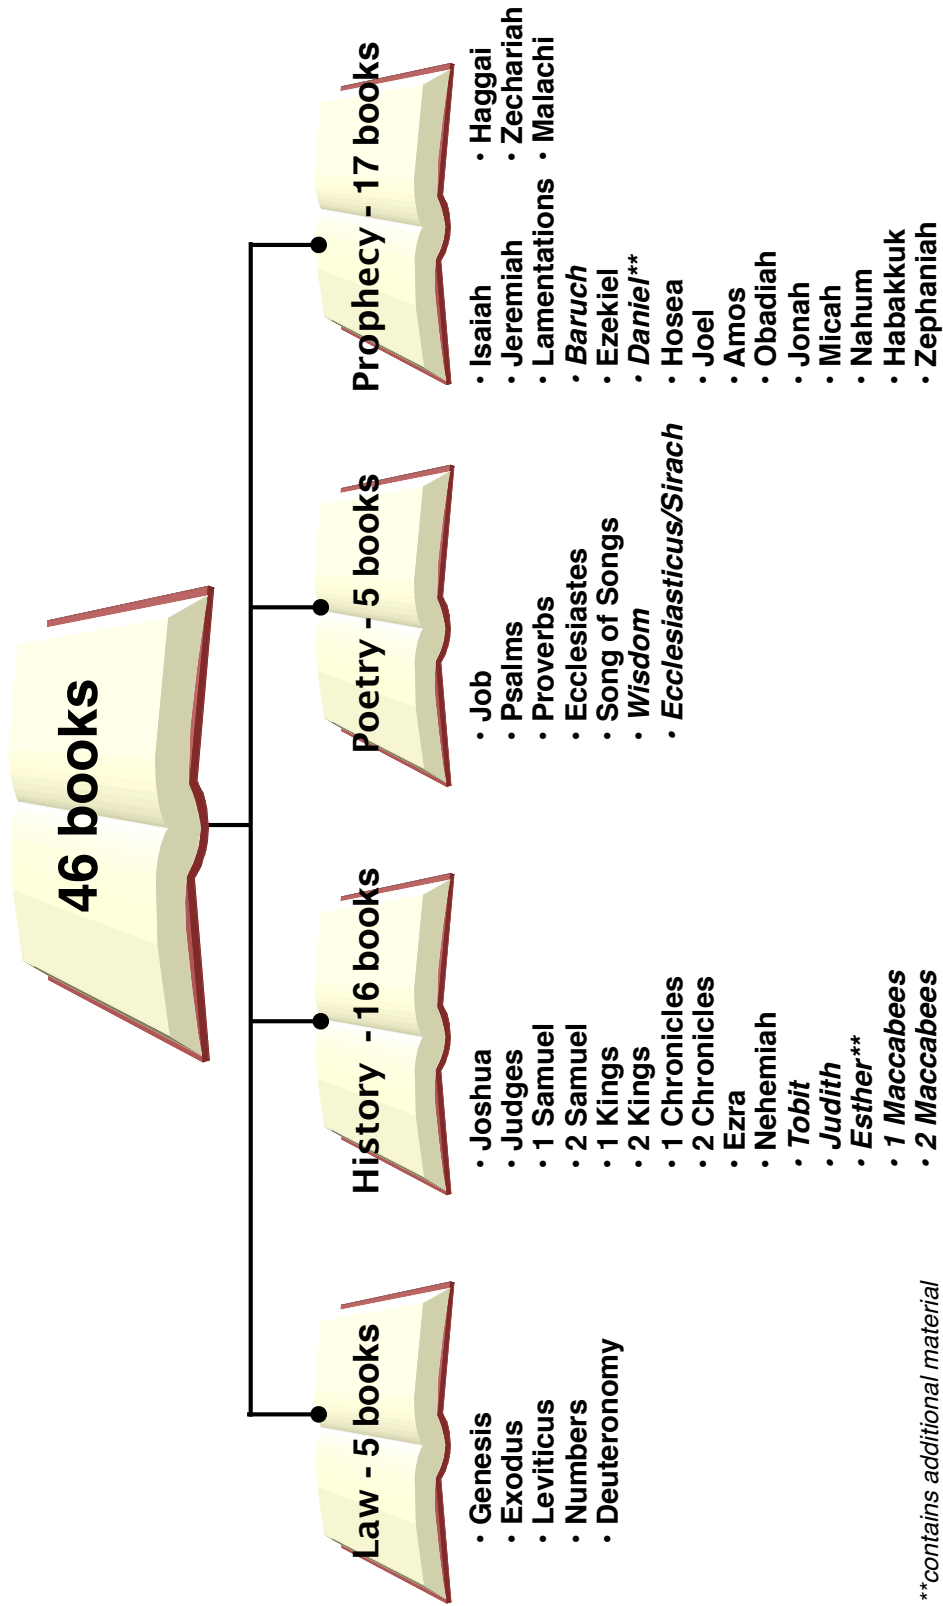 46 books
Law - 5 books
• Genesis
• Exodus
• Leviticus
• Numbers
• Deuteronomy
History - 16 books
• Joshua
• Judges
• 1 Samuel
• 2 Samuel
• 1 Kings
• 2 Kings
• 1 Chronicles
• 2 Chronicles
• Ezra
• Nehemiah
• Tobit
• Judith
• Esther**
• 1 Maccabees
• 2 Maccabees
Poetry - 5 books
• Job
• Psalms
• Proverbs
• Ecclesiastes
• Song of Songs
• Wisdom
• Ecclesiasticus/Sirach
Prophecy - 17 books
• Isaiah
• Jeremiah
• Lamentations
• Baruch
• Ezekiel
• Daniel**
• Hosea
• Joel
• Amos
• Obadiah
• Jonah
• Micah
• Nahum
• Habakkuk
• Zephaniah
• Haggai
• Zechariah
• Malachi
**contains additional material